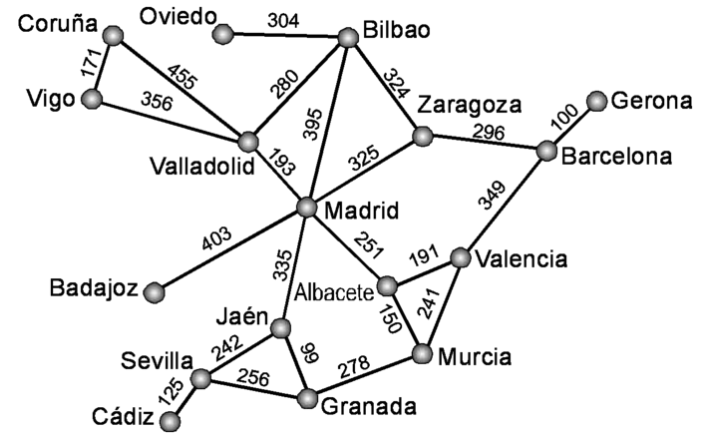 Coruña
Oviedo
304
Bilbao
171
455
280
324
Vigo
356
395
Zaragoza
100
Gerona
Valladolid
193
325
296
Barcelona
349
Madrid
403
251
191
Valencia
335
Badajoz
Albacete
150
241
Jaén
242
99
Sevilla
256
278
Murcia
125
Granada
Cádiz